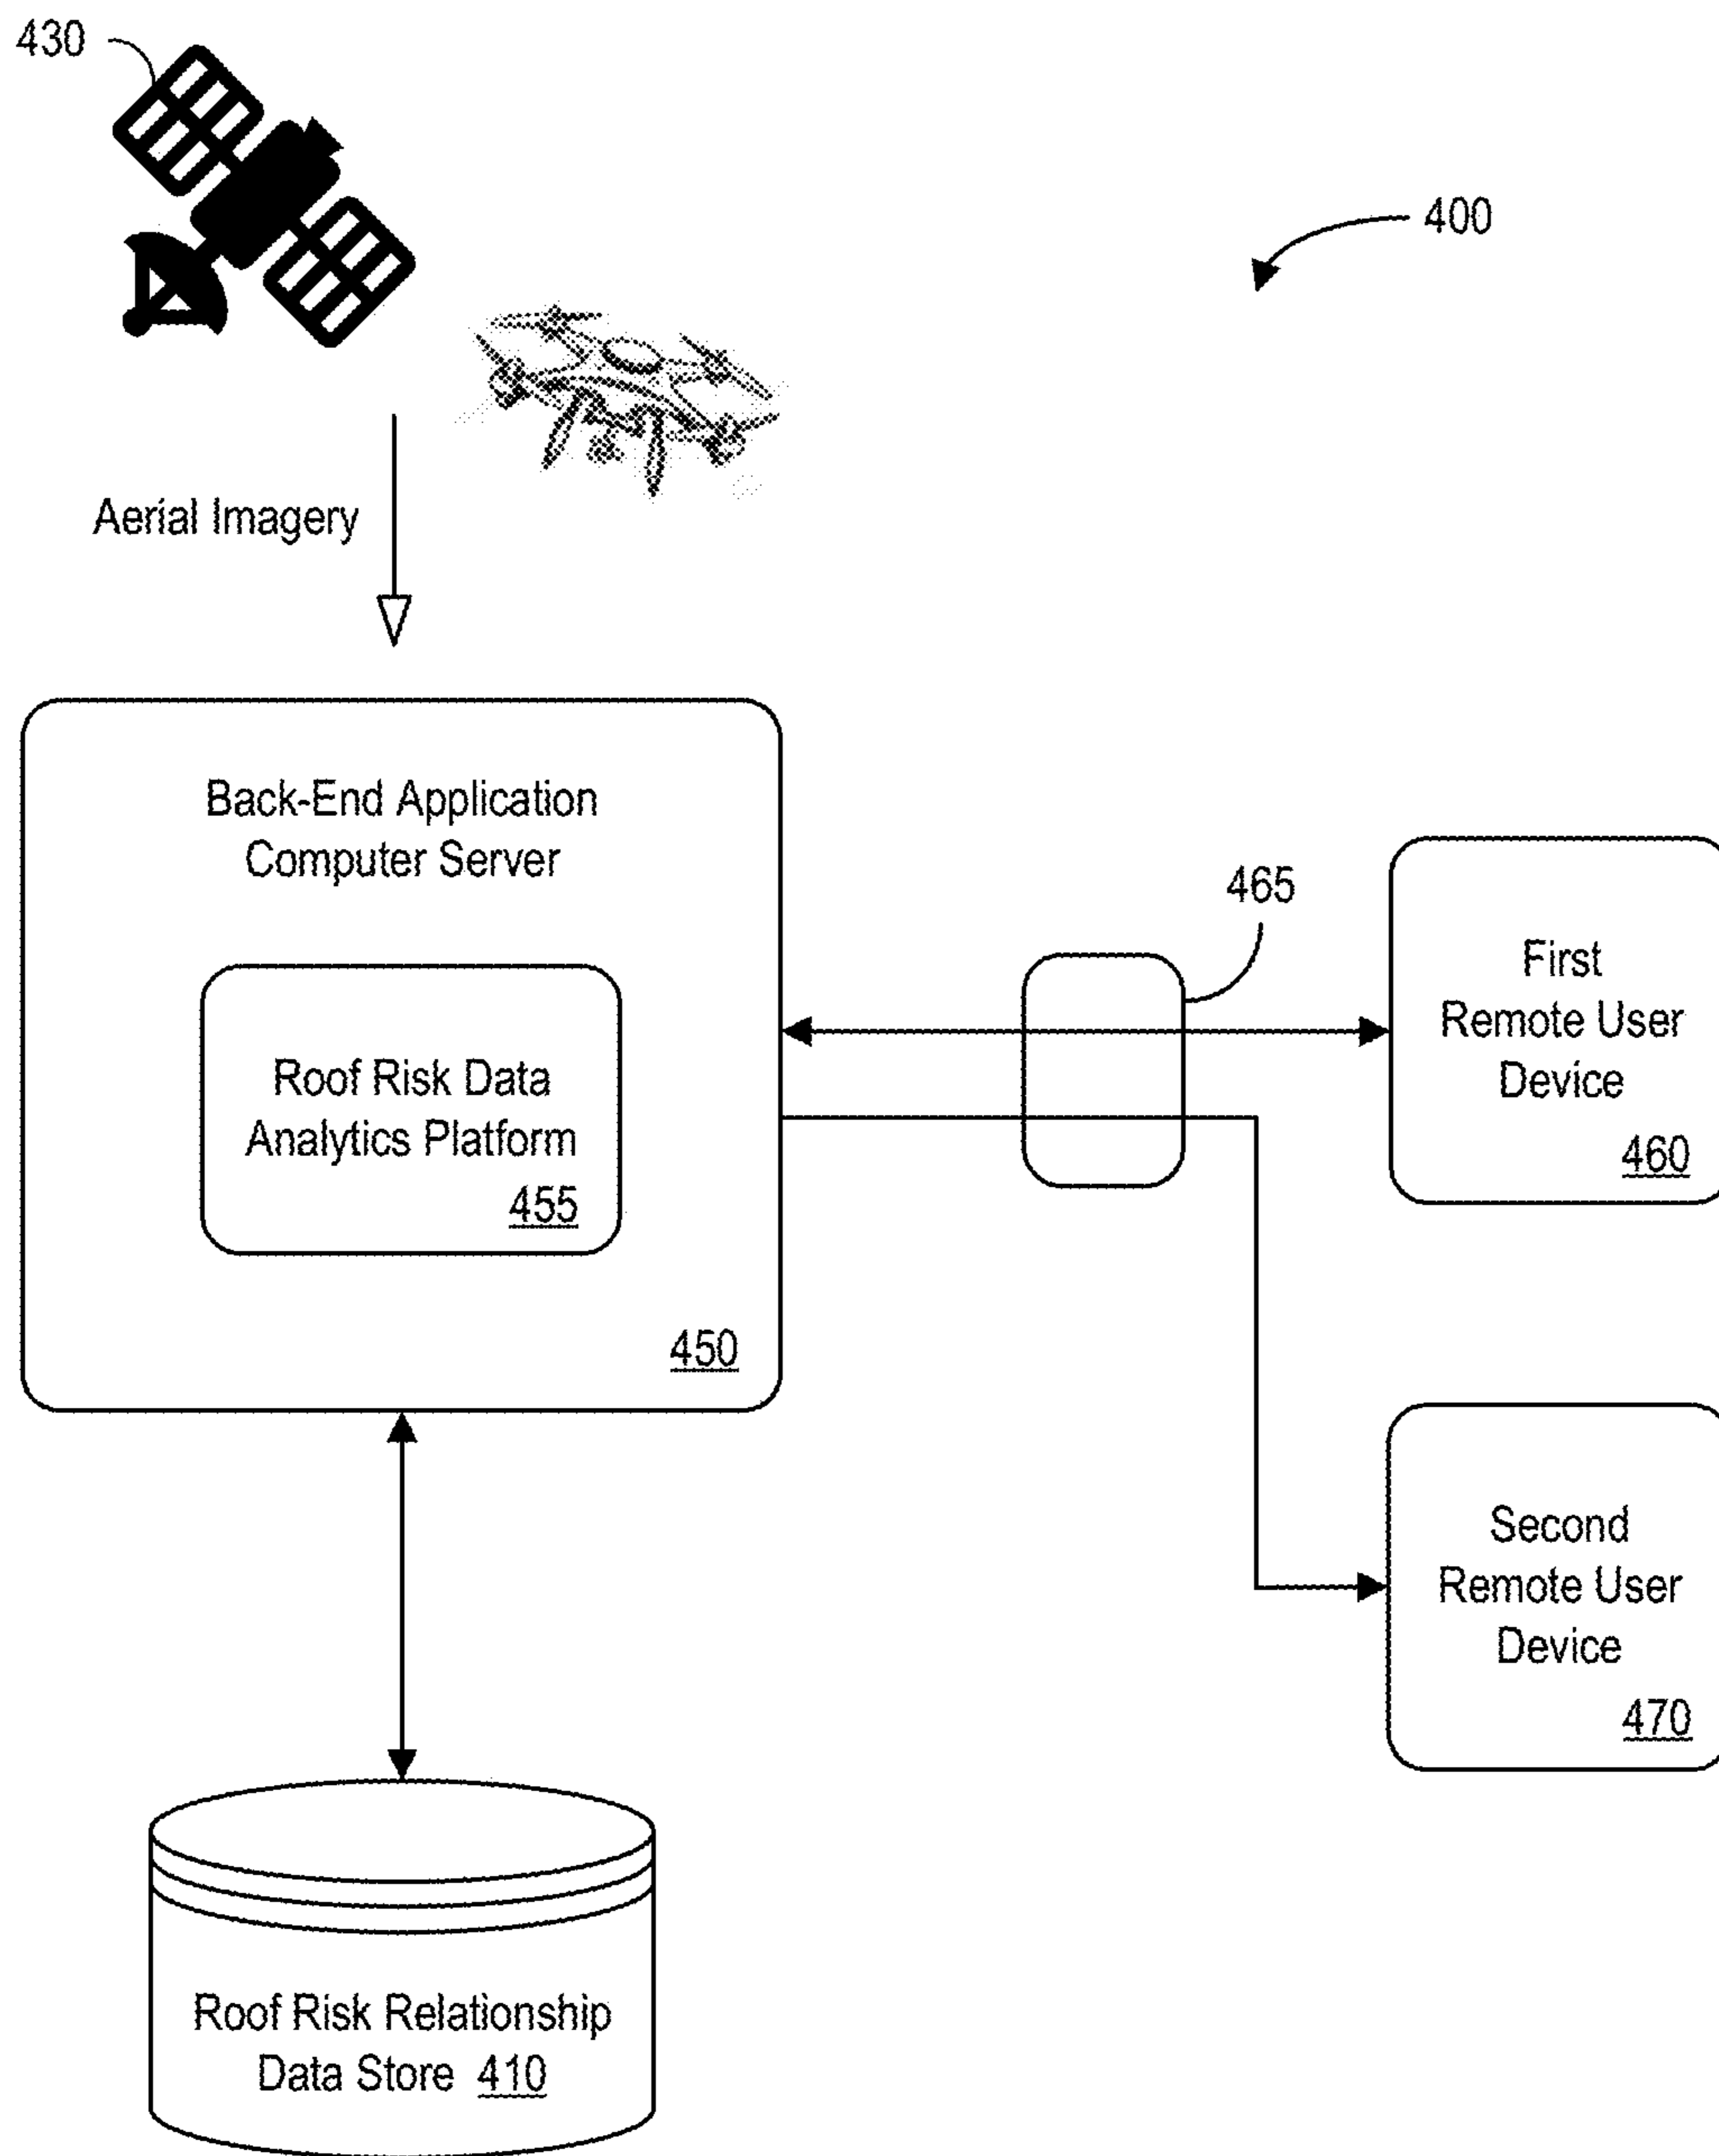 430
400
Aerial Imagery
Back-End Application
Computer Server
Roof Risk Data
Analytics Platform
455
450
465
First
Remote User
Device
460
Second
Remote User
Device
470
Roof Risk Relationship
Data Store 410